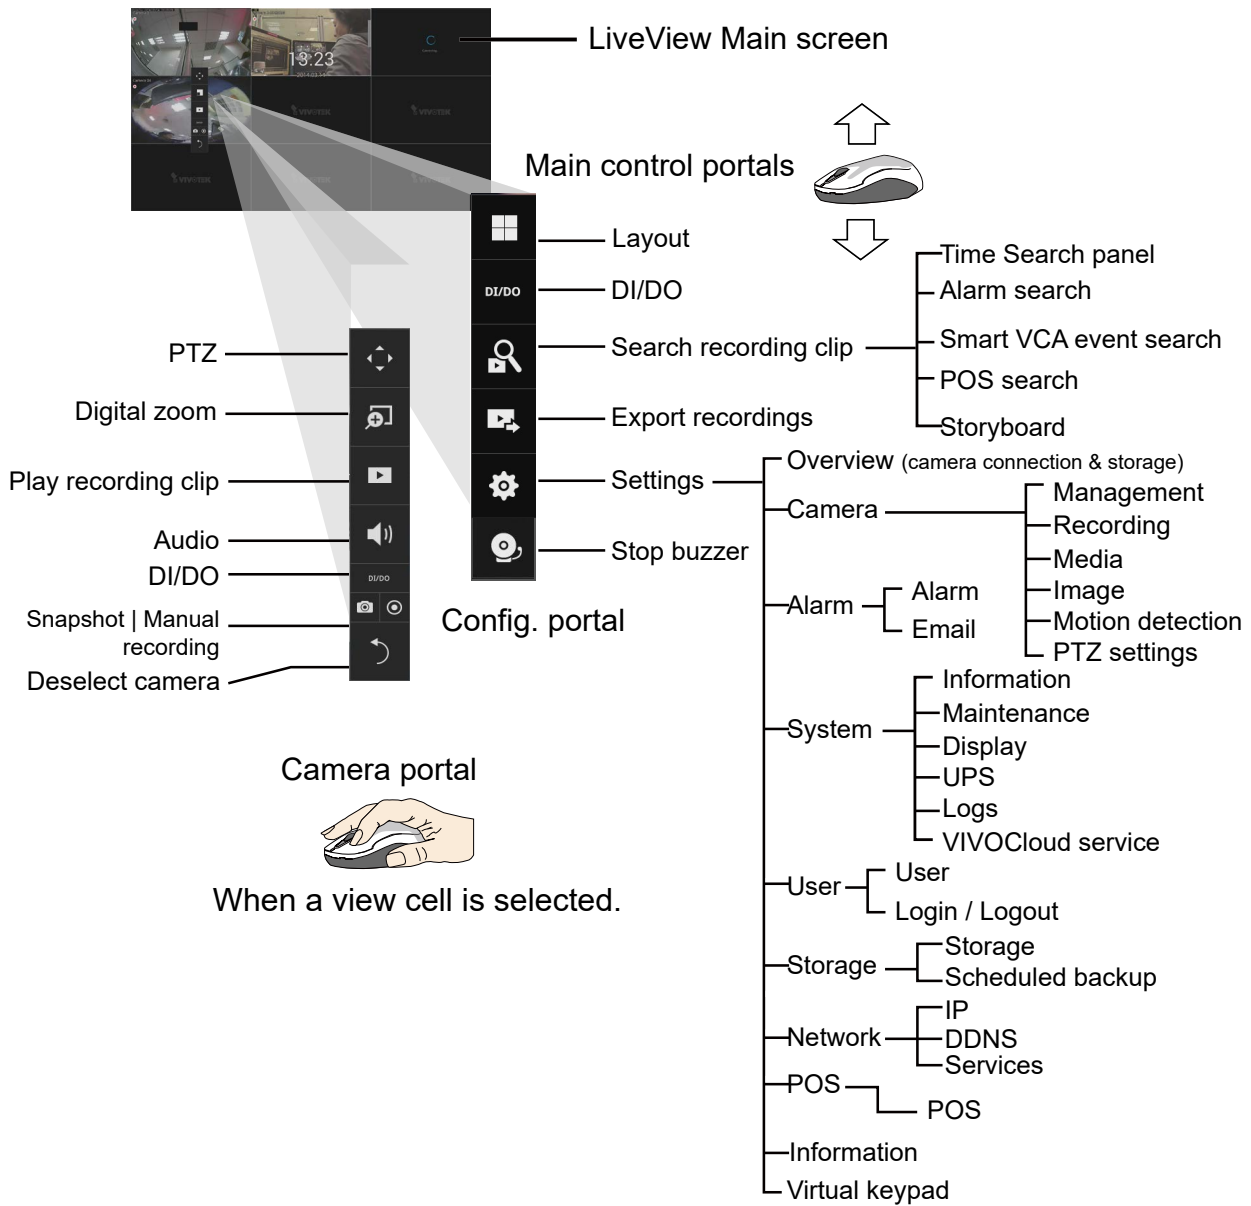 LiveView Main screen
13:23
VIVOTEK
VIVOTEK
VIVOTEK
VIVOTEK
VIVOTEK
Main control portals
Layout
DI/DO
DI/DO
Search recording clip
Export recordings
Settings
Stop buzzer
Config. portal
Time Search panel
Alarm search
Smart VCA event search
POS search
Storyboard
PTZ
Digital zoom
Play recording clip
Audio
DI/DO
DI/DO
Snapshot | Manual
recording
Deselect camera
Camera portal
When a view cell is selected.
Overview (camera connection & storage)
Camera
Management
Recording
Media
Image
Motion detection
PTZ settings
Alarm
Alarm
Email
System
Information
Maintenance
Display
UPS
Logs
VIVOCloud service
User
User
Login / Logout
Storage
Storage
Scheduled backup
Network
IP
DDNS
Services
POS
POS
Information
Virtual keypad